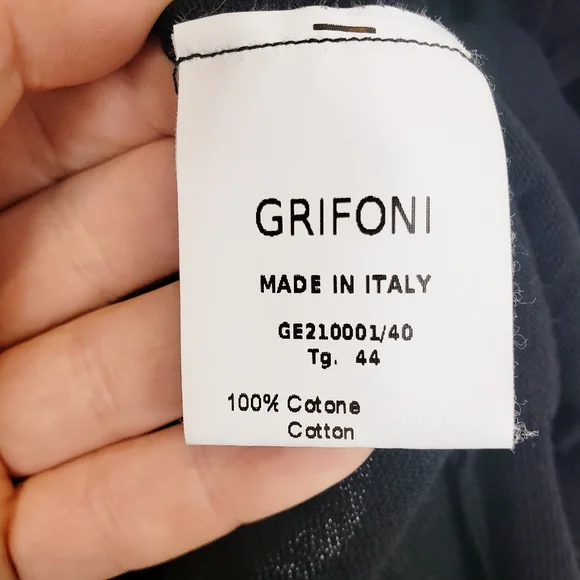 GRIFONI
MADE IN ITALY
GE210001/40
Tg. 44
100% Cotone
Cotton